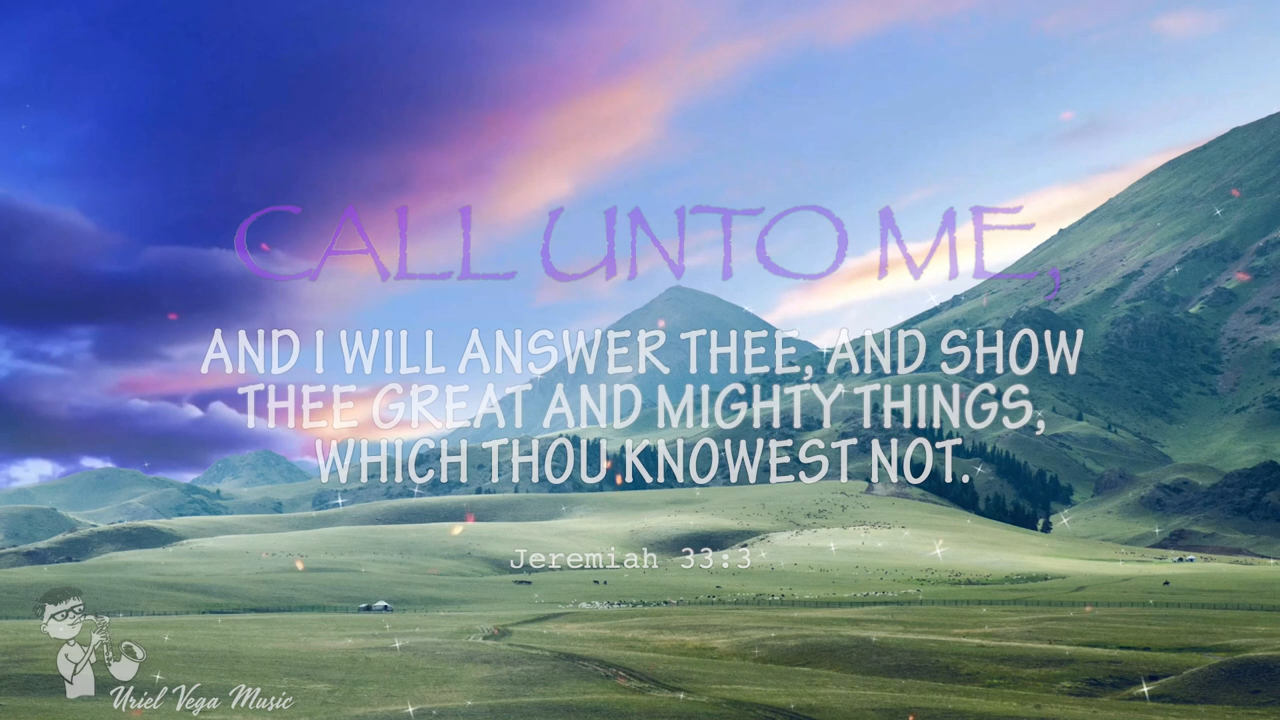 CALL UNTO ME,
AND I WILL ANSWER THEE, AND SHOW
THEE GREAT AND MIGHTY THINGS,
WHICH THOU KNOWEST NOT.
Jeremiah 33:3
Uriel Vega Music